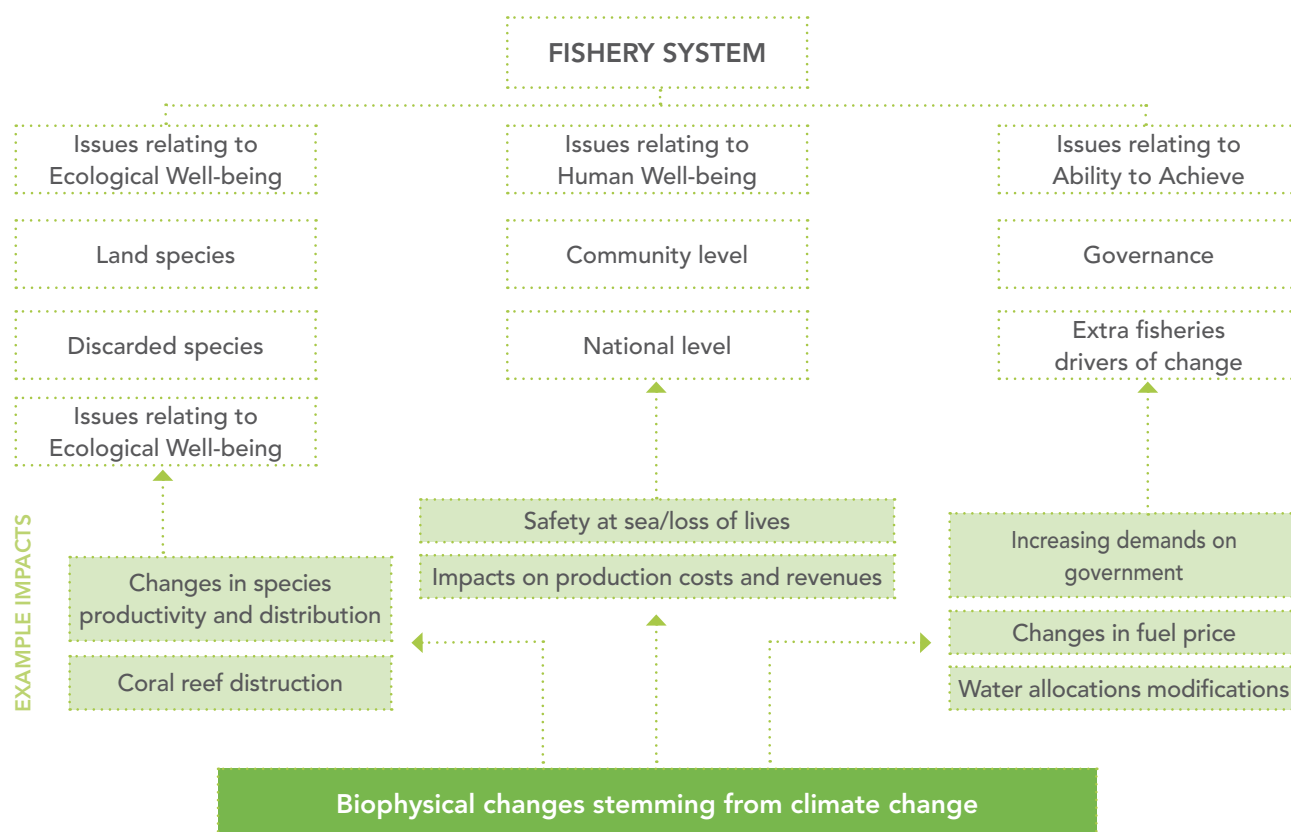 FISHERY SYSTEM
Issues relating to
Ecological Well-being
Issues relating to
Human Well-being
Issues relating to
Ability to Achieve
Land species
Community level
Governance
Discarded species
National level
Extra fisheries
drivers of change
Issues relating to
Ecological Well-being
EXAMPLE IMPACTS
Changes in species
productivity and distribution
Coral reef distruction
Safety at sea/loss of lives
Impacts on production costs and revenues
Increasing demands on
government
Changes in fuel price
Water allocations modifications
Biophysical changes stemming from climate change